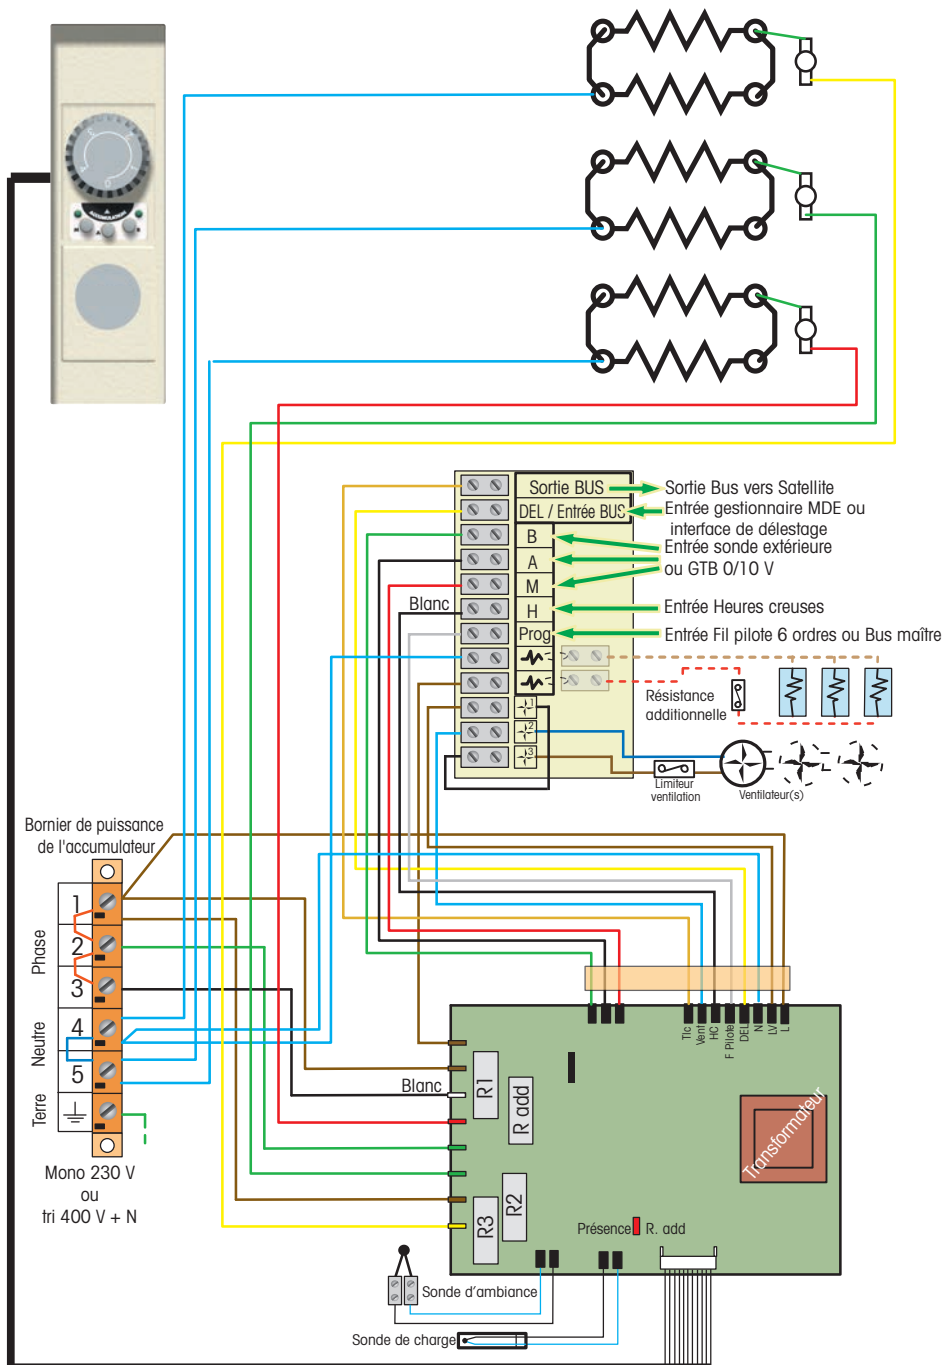 ACCUMULATION
Sortie BUS
Sortie Bus vers Satellite
DEL / Entrée BUS
Entrée gestionnaire MDE ou
interface de délestage
B
Entrée sonde extérieure
A
ou GTB 0/10 V
M
Blanc
H
Entrée Heures creuses
Prog
Entrée Fil pilote 6 ordres ou Bus maître
Résistance
additionnelle
1
2
3
Limiteur
ventilation
Ventilateur(s)
Bornier de puissance
de l'accumulateur
Phase
1
2
3
Neutre
4
5
Terre
Mono 230 V
ou
tri 400 V + N
Tlc
Vent
HC
F Pilote
DEL
N
LV
L
Blanc
R1
R add
R2
R3
Transformateur
Présence
R. add
Sonde d'ambiance
Sonde de charge